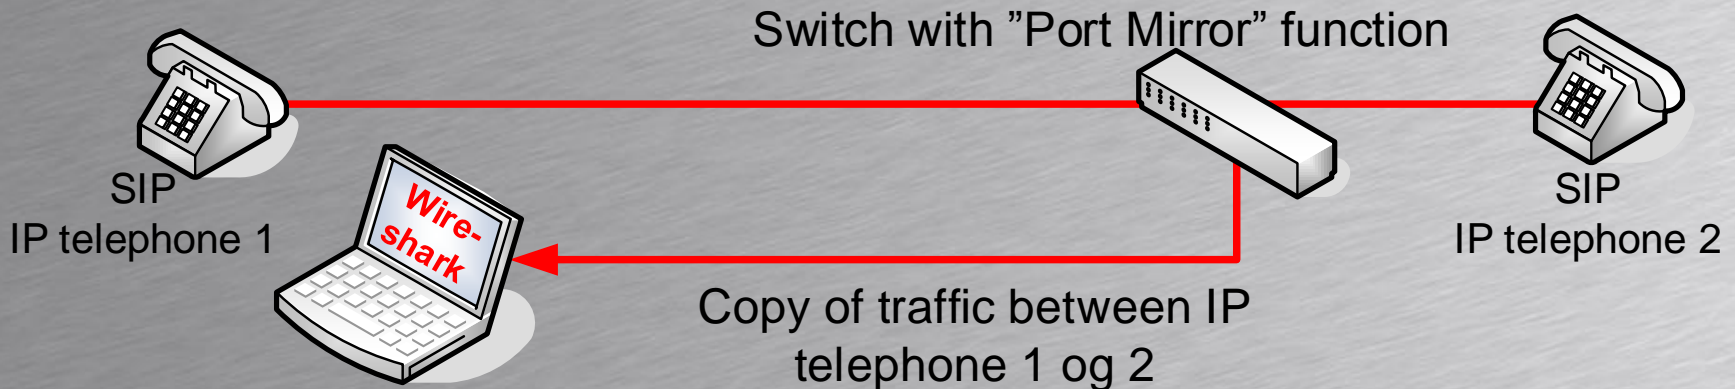 Switch with ”Port Mirror” function
SIP
IP telephone 1
Wire-
shark
SIP
IP telephone 2
Copy of traffic between IP
telephone 1 og 2